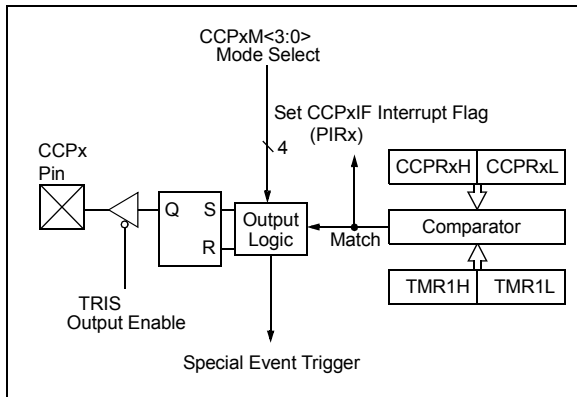 CCPxM<3:0>
Mode Select
Set CCPxIF Interrupt Flag
(PIRx)
4
CCPx
Pin
CCPRxH CCPRxL
Q S
R
Output
Logic
Match
Comparator
TRIS
Output Enable
TMR1H TMR1L
Special Event Trigger